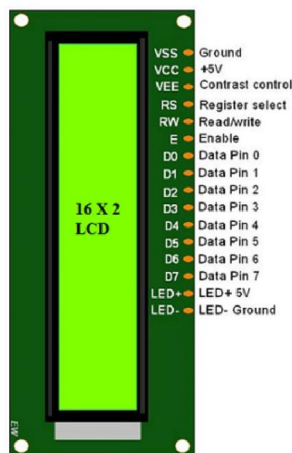 VSS Ground
VCC +5V
VEE Contrast control
RS Register select
RW Read/write
E Enable
D0 Data Pin 0
D1 Data Pin 1
D2 Data Pin 2
D3 Data Pin 3
D4 Data Pin 4
D5 Data Pin 5
D6 Data Pin 6
D7 Data Pin 7
LED+ LED+ 5V
LED- LED- Ground
16 X 2
LCD
EW